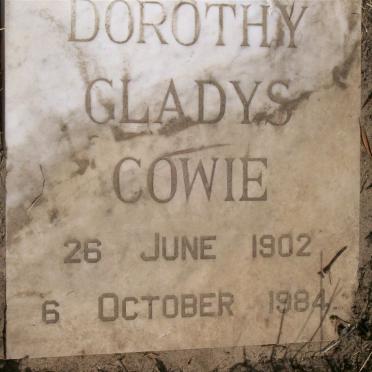 DOROTHY
GLADYS
COWIE
26 JUNE 1902
6 OCTOBER 1984